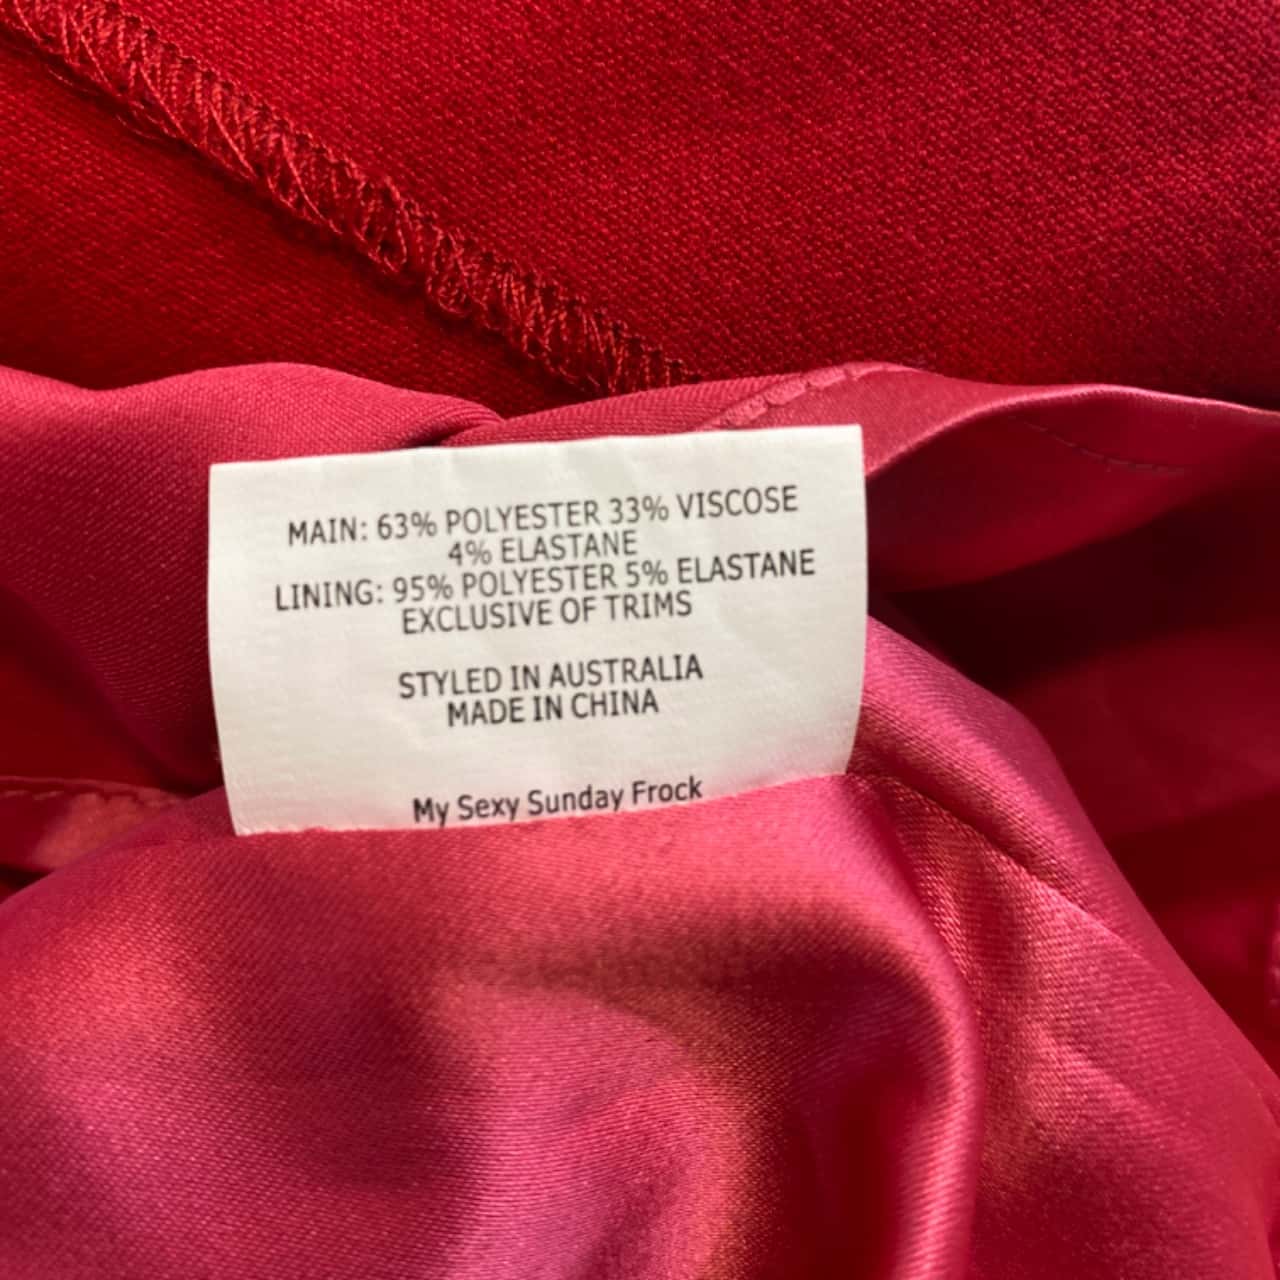 MAIN: 63% POLYESTER 33% VISCOSE
4% ELASTANE
LINING: 95% POLYESTER 5% ELASTANE
EXCLUSIVE OF TRIMS
STYLED IN AUSTRALIA
MADE IN CHINA
My Sexy Sunday Frock